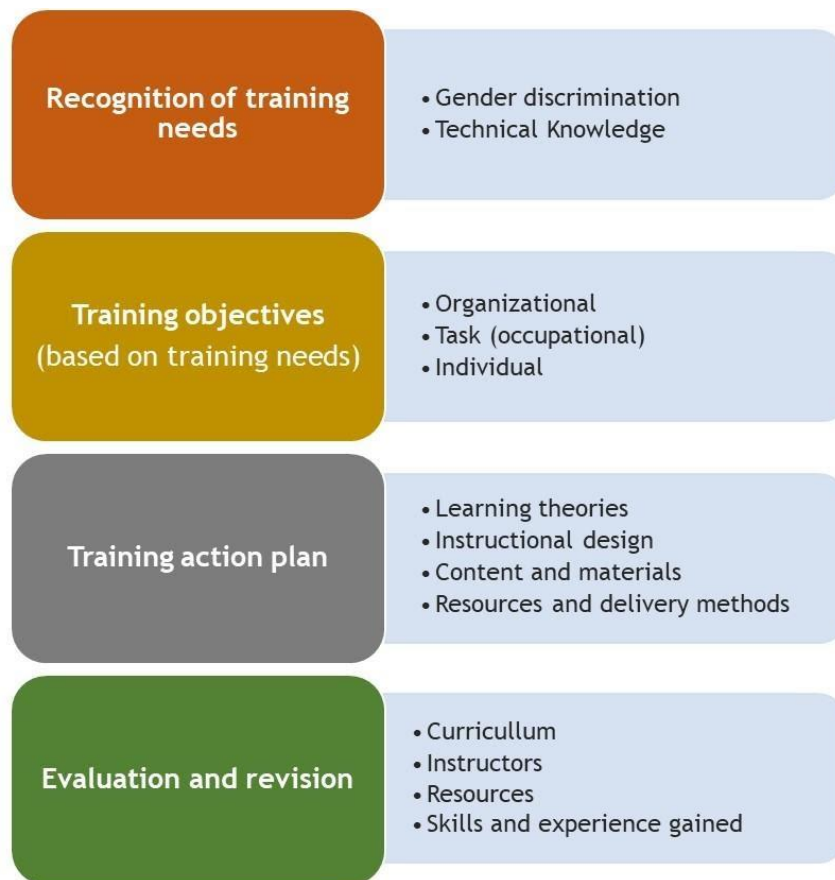 Recognition of training
needs
• Gender discrimination
• Technical Knowledge
Training objectives
(based on training needs)
• Organizational
• Task (occupational)
• Individual
Training action plan
• Learning theories
• Instructional design
• Content and materials
• Resources and delivery methods
Evaluation and revision
• Curricullum
• Instructors
• Resources
• Skills and experience gained